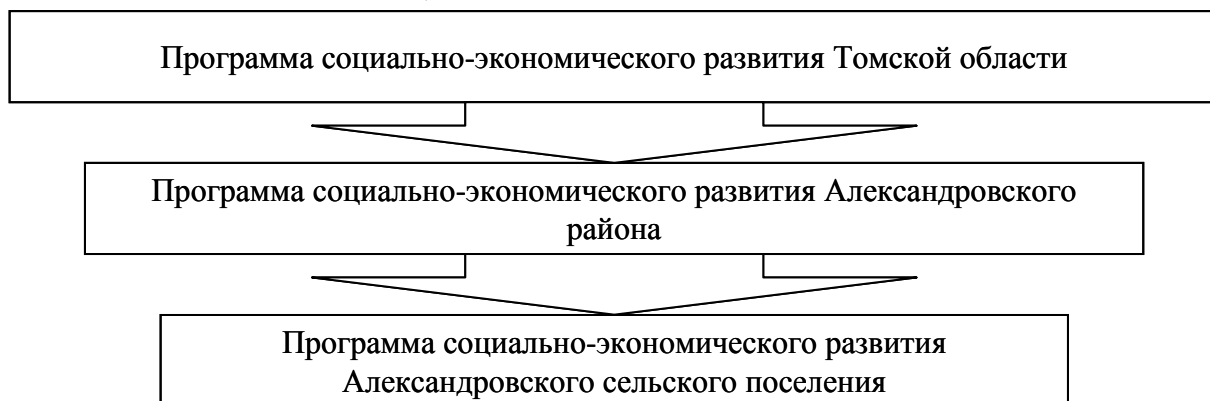 Программа социально-экономического развития Томской области
Программа социально-экономического развития Александровского
района
Программа социально-экономического развития
Александровского сельского поселения